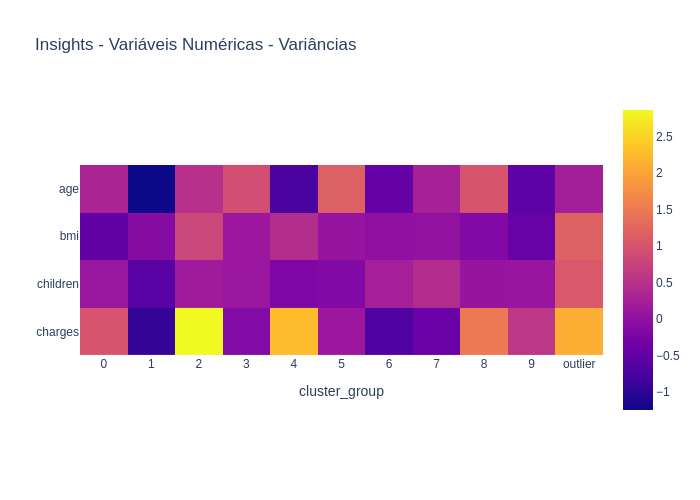 Insights - Variáveis Numéricas - Variâncias
age
bmi
children
charges
0 1 2 3 4 5 6 7 8 9 outlier
cluster_group
2.5
2
1.5
1
0.5
0
−0.5
−1